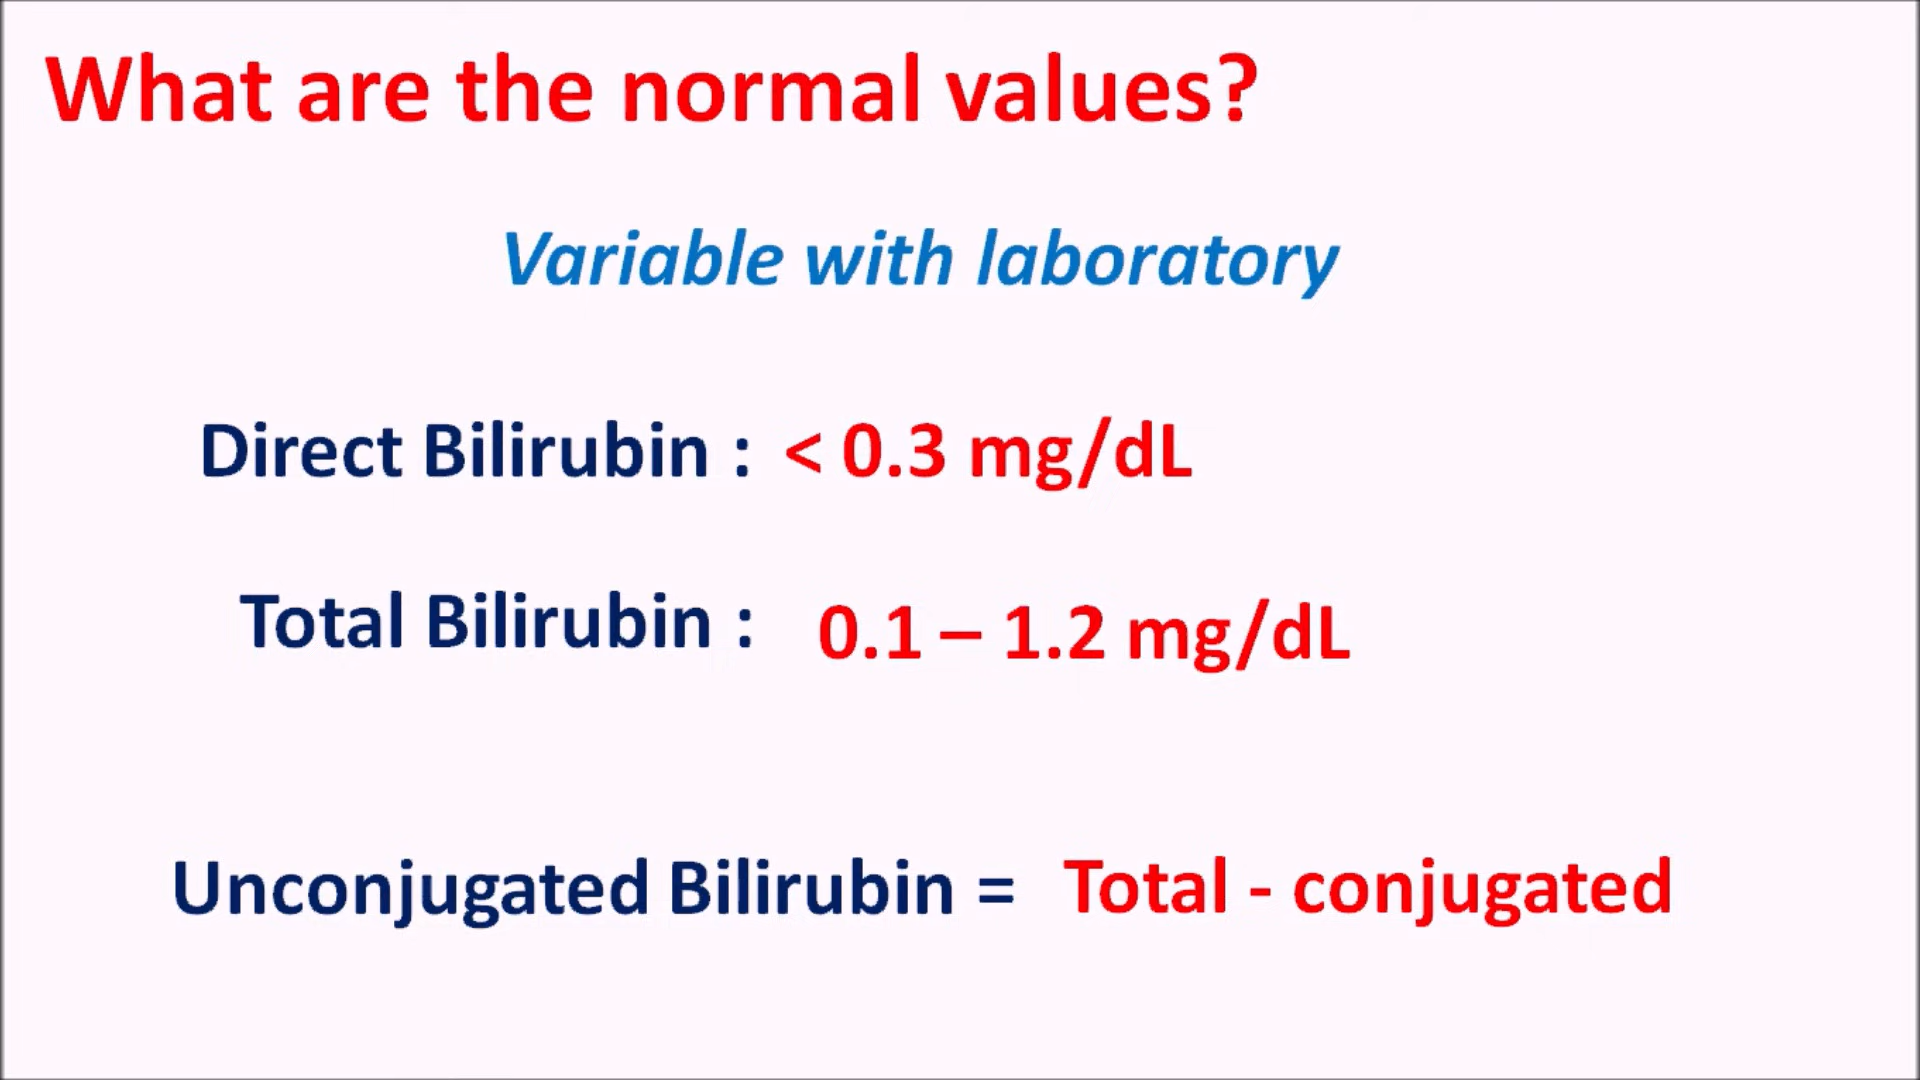 What are the normal values?
Variable with laboratory
Direct Bilirubin : < 0.3 mg/dL
Total Bilirubin : 0.1 – 1.2 mg/dL
Unconjugated Bilirubin = Total - conjugated